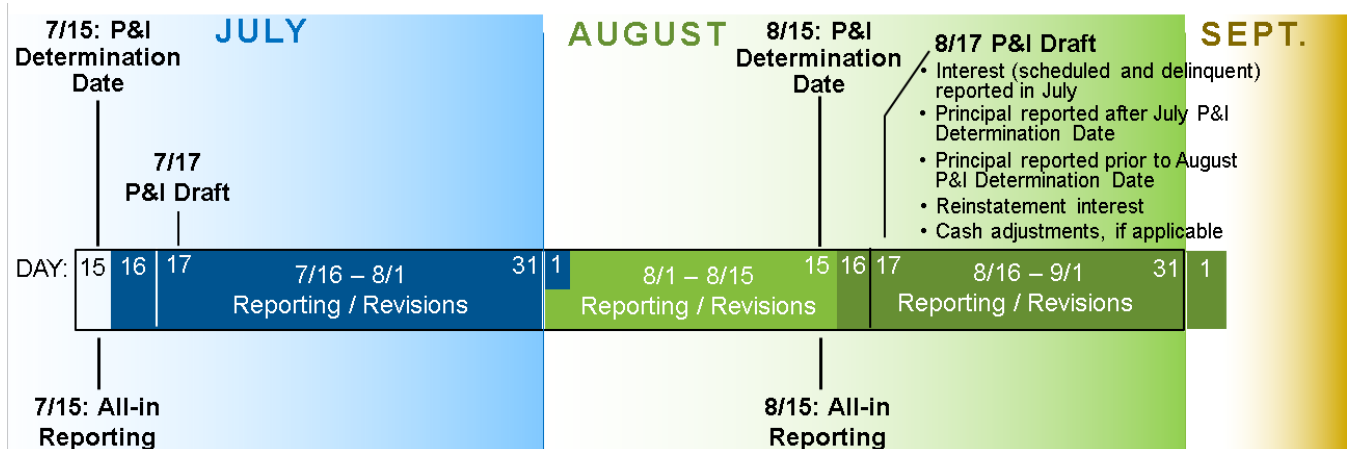 JULY
AUGUST
SEPT.
7/15: P&I
Determination
Date
7/17
P&I Draft
8/15: P&I
Determination
Date
8/17 P&I Draft
• Interest (scheduled and delinquent)
reported in July
• Principal reported after July P&I
Determination Date
• Principal reported prior to August
P&I Determination Date
• Reinstatement interest
• Cash adjustments, if applicable
DAY: 15 16 17 31 1 15 16 17 31 1
7/16 – 8/1
Reporting / Revisions
8/1 – 8/15
Reporting / Revisions
8/16 – 9/1
Reporting / Revisions
7/15: All-in
Reporting
8/15: All-in
Reporting